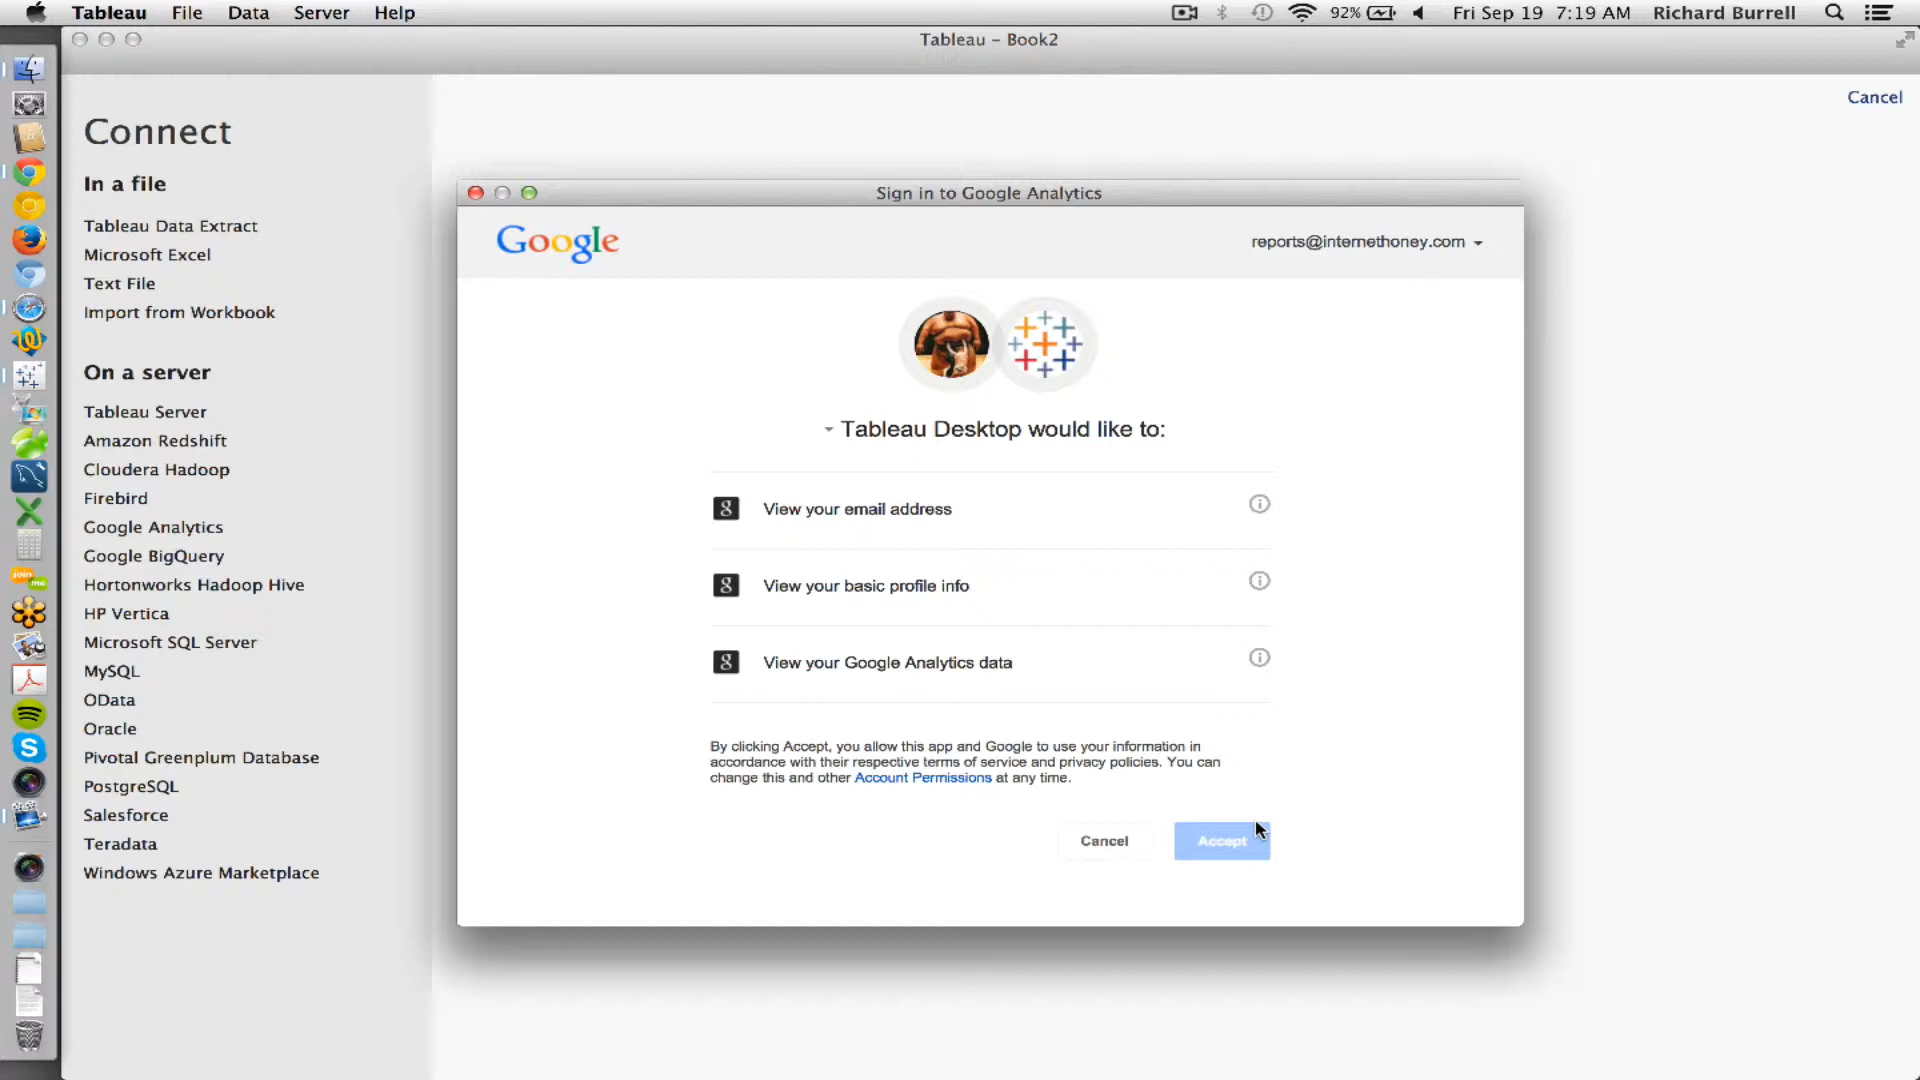 Tableau File Data Server Help
92% Fri Sep 19 7:19 AM Richard Burrell
Tableau – Book2
Cancel
Connect
In a file
Tableau Data Extract
Microsoft Excel
Text File
Import from Workbook
On a server
Tableau Server
Amazon Redshift
Cloudera Hadoop
Firebird
Google Analytics
Google BigQuery
Hortonworks Hadoop Hive
HP Vertica
Microsoft SQL Server
MySQL
OData
Oracle
Pivotal Greenplum Database
PostgreSQL
Salesforce
Teradata
Windows Azure Marketplace
Sign in to Google Analytics
Google
reports@internethoney.com
Tableau Desktop would like to:
g View your email address
g View your basic profile info
g View your Google Analytics data
By clicking Accept, you allow this app and Google to use your information in
accordance with their respective terms of service and privacy policies. You can
change this and other Account Permissions at any time.
Cancel
Accept
join
me